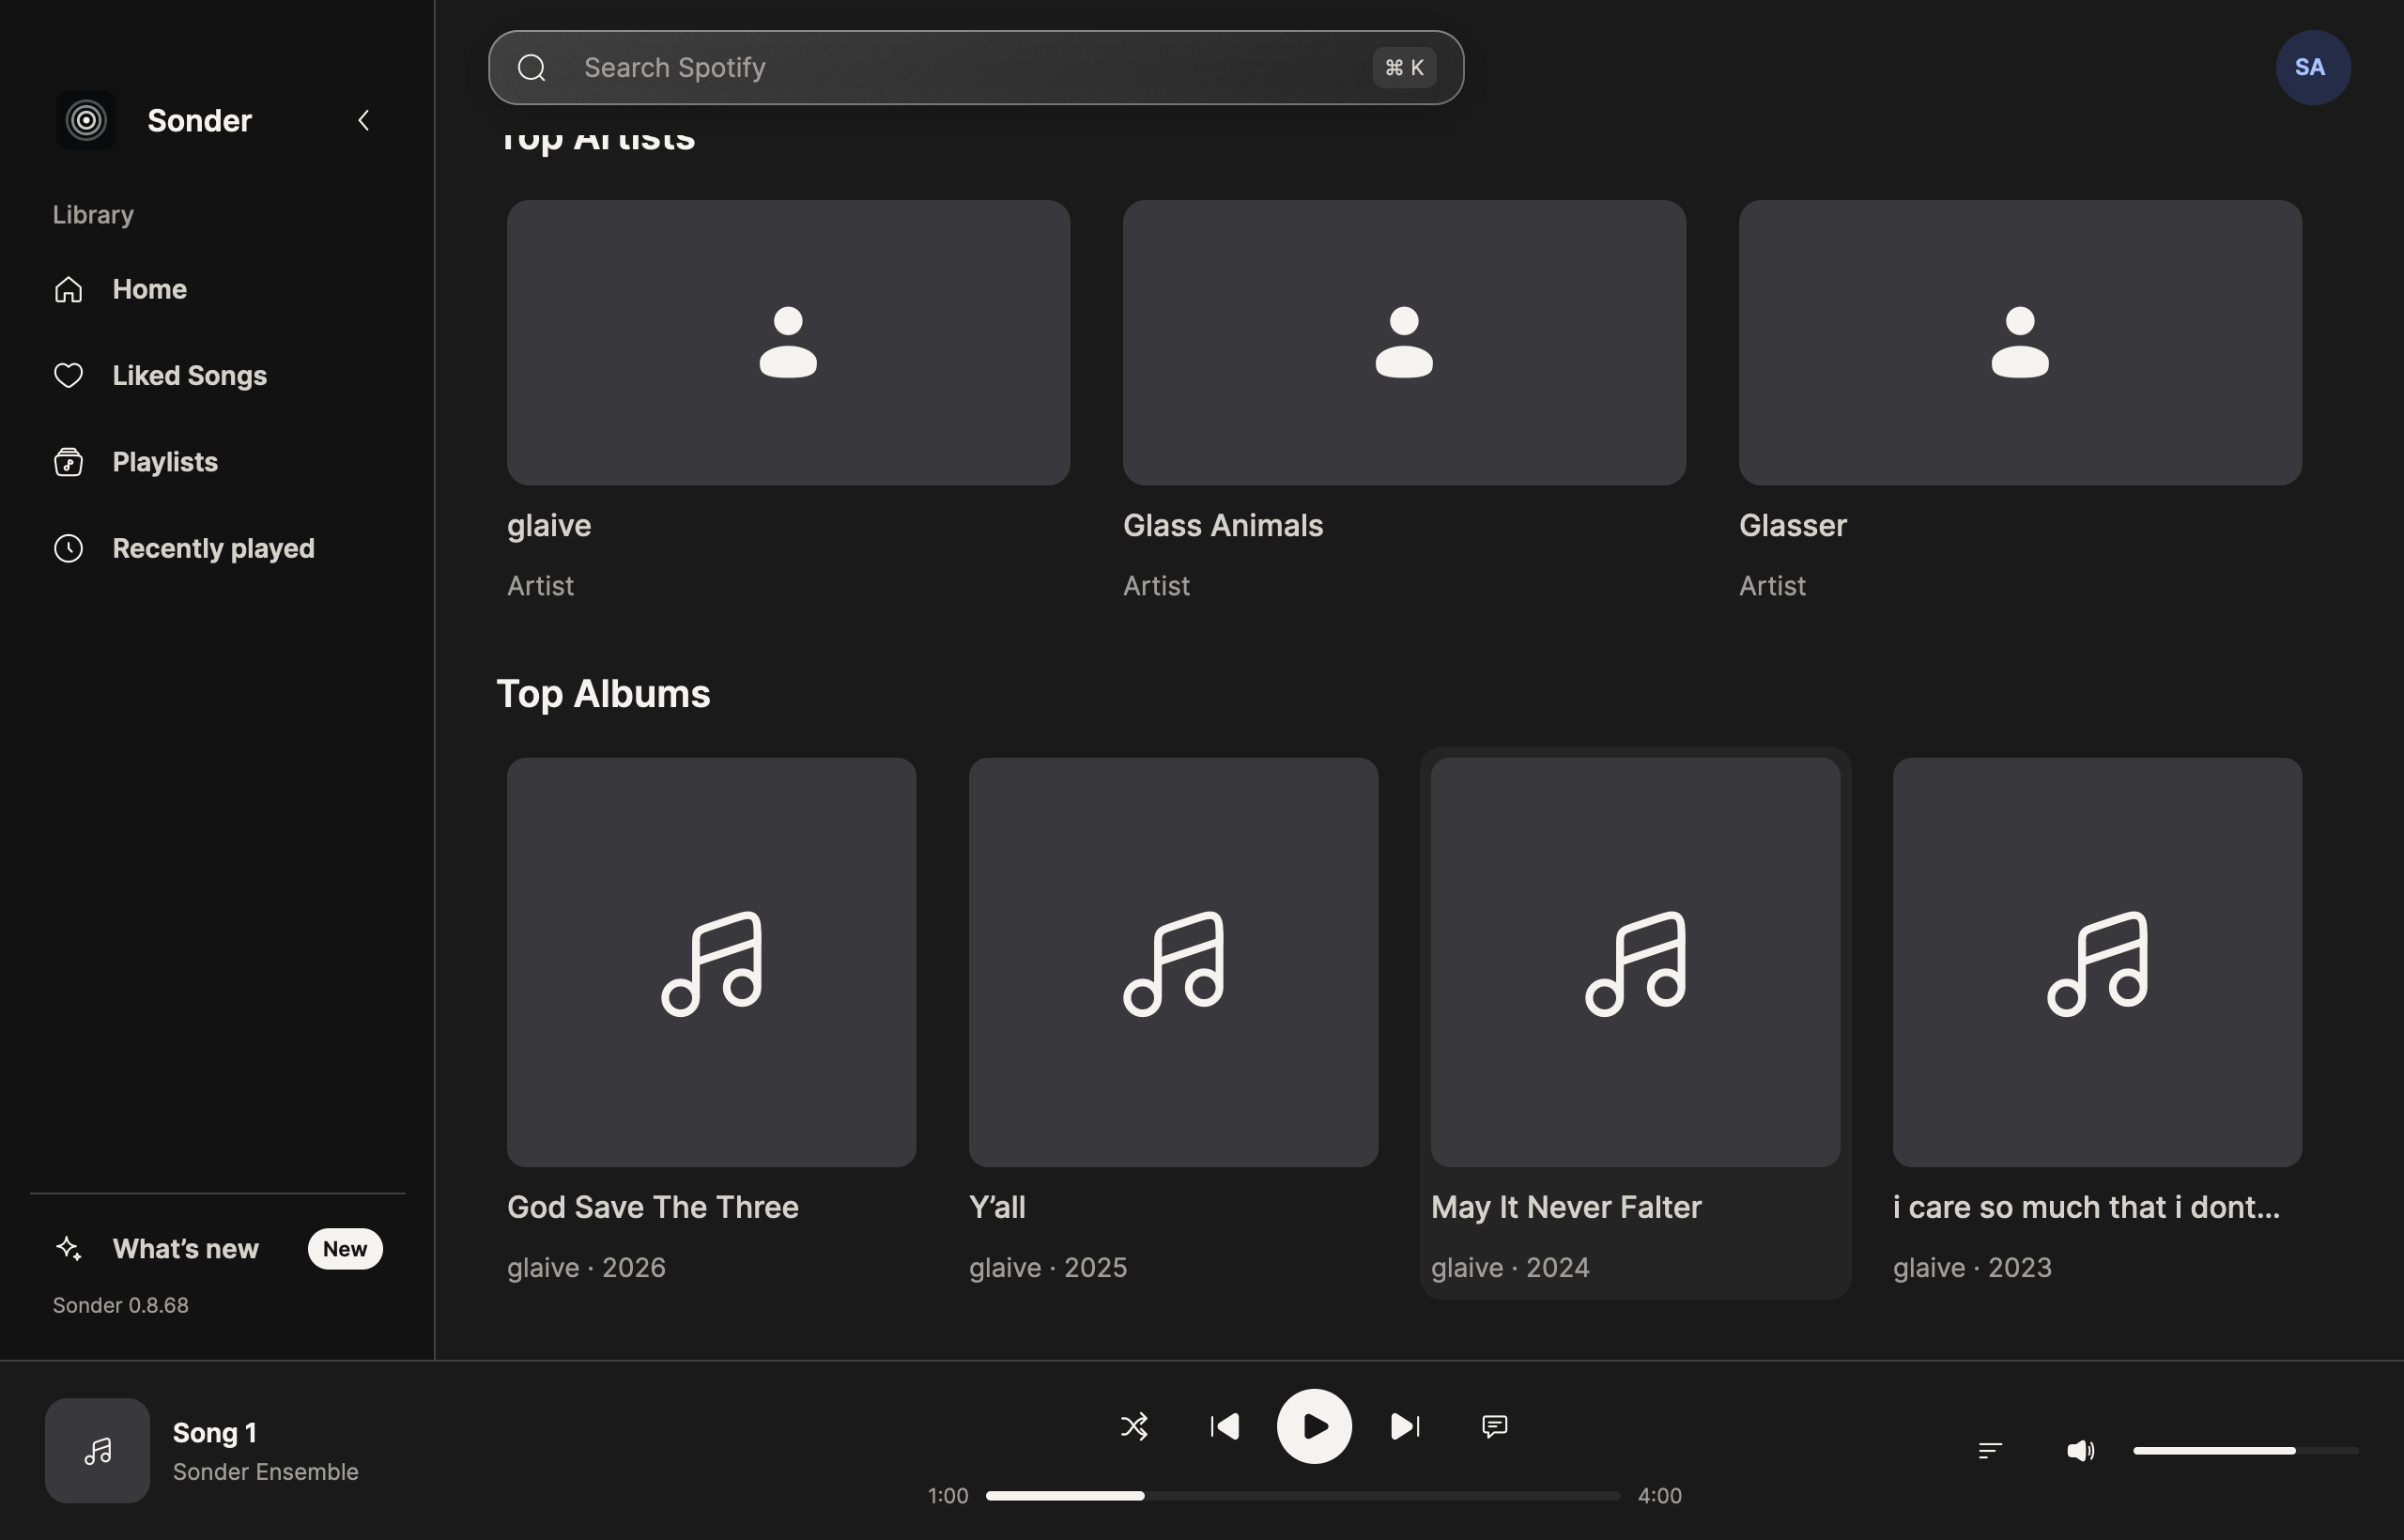 Search Spotify
⌘ K
SA
Sonder
Top Artists
Library
Home
Liked Songs
Playlists
Recently played
glaive
Artist
Glass Animals
Artist
Glasser
Artist
Top Albums
God Save The Three
glaive · 2026
Y’all
glaive · 2025
May It Never Falter
glaive · 2024
i care so much that i dont...
glaive · 2023
What’s new
New
Sonder 0.8.68
Song 1
Sonder Ensemble
1:00
4:00